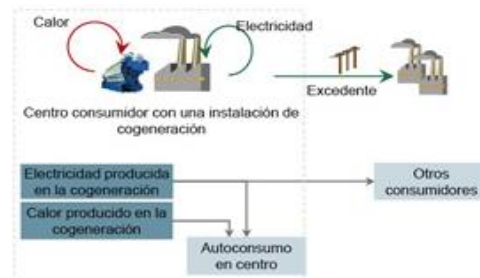 Calor
Electricidad
Excedente
Centro consumidor con una instalación de
cogeneración
Electricidad producida
en la cogeneración
Otros
consumidores
Calor producido en la
cogeneración
Autoconsumo
en centro